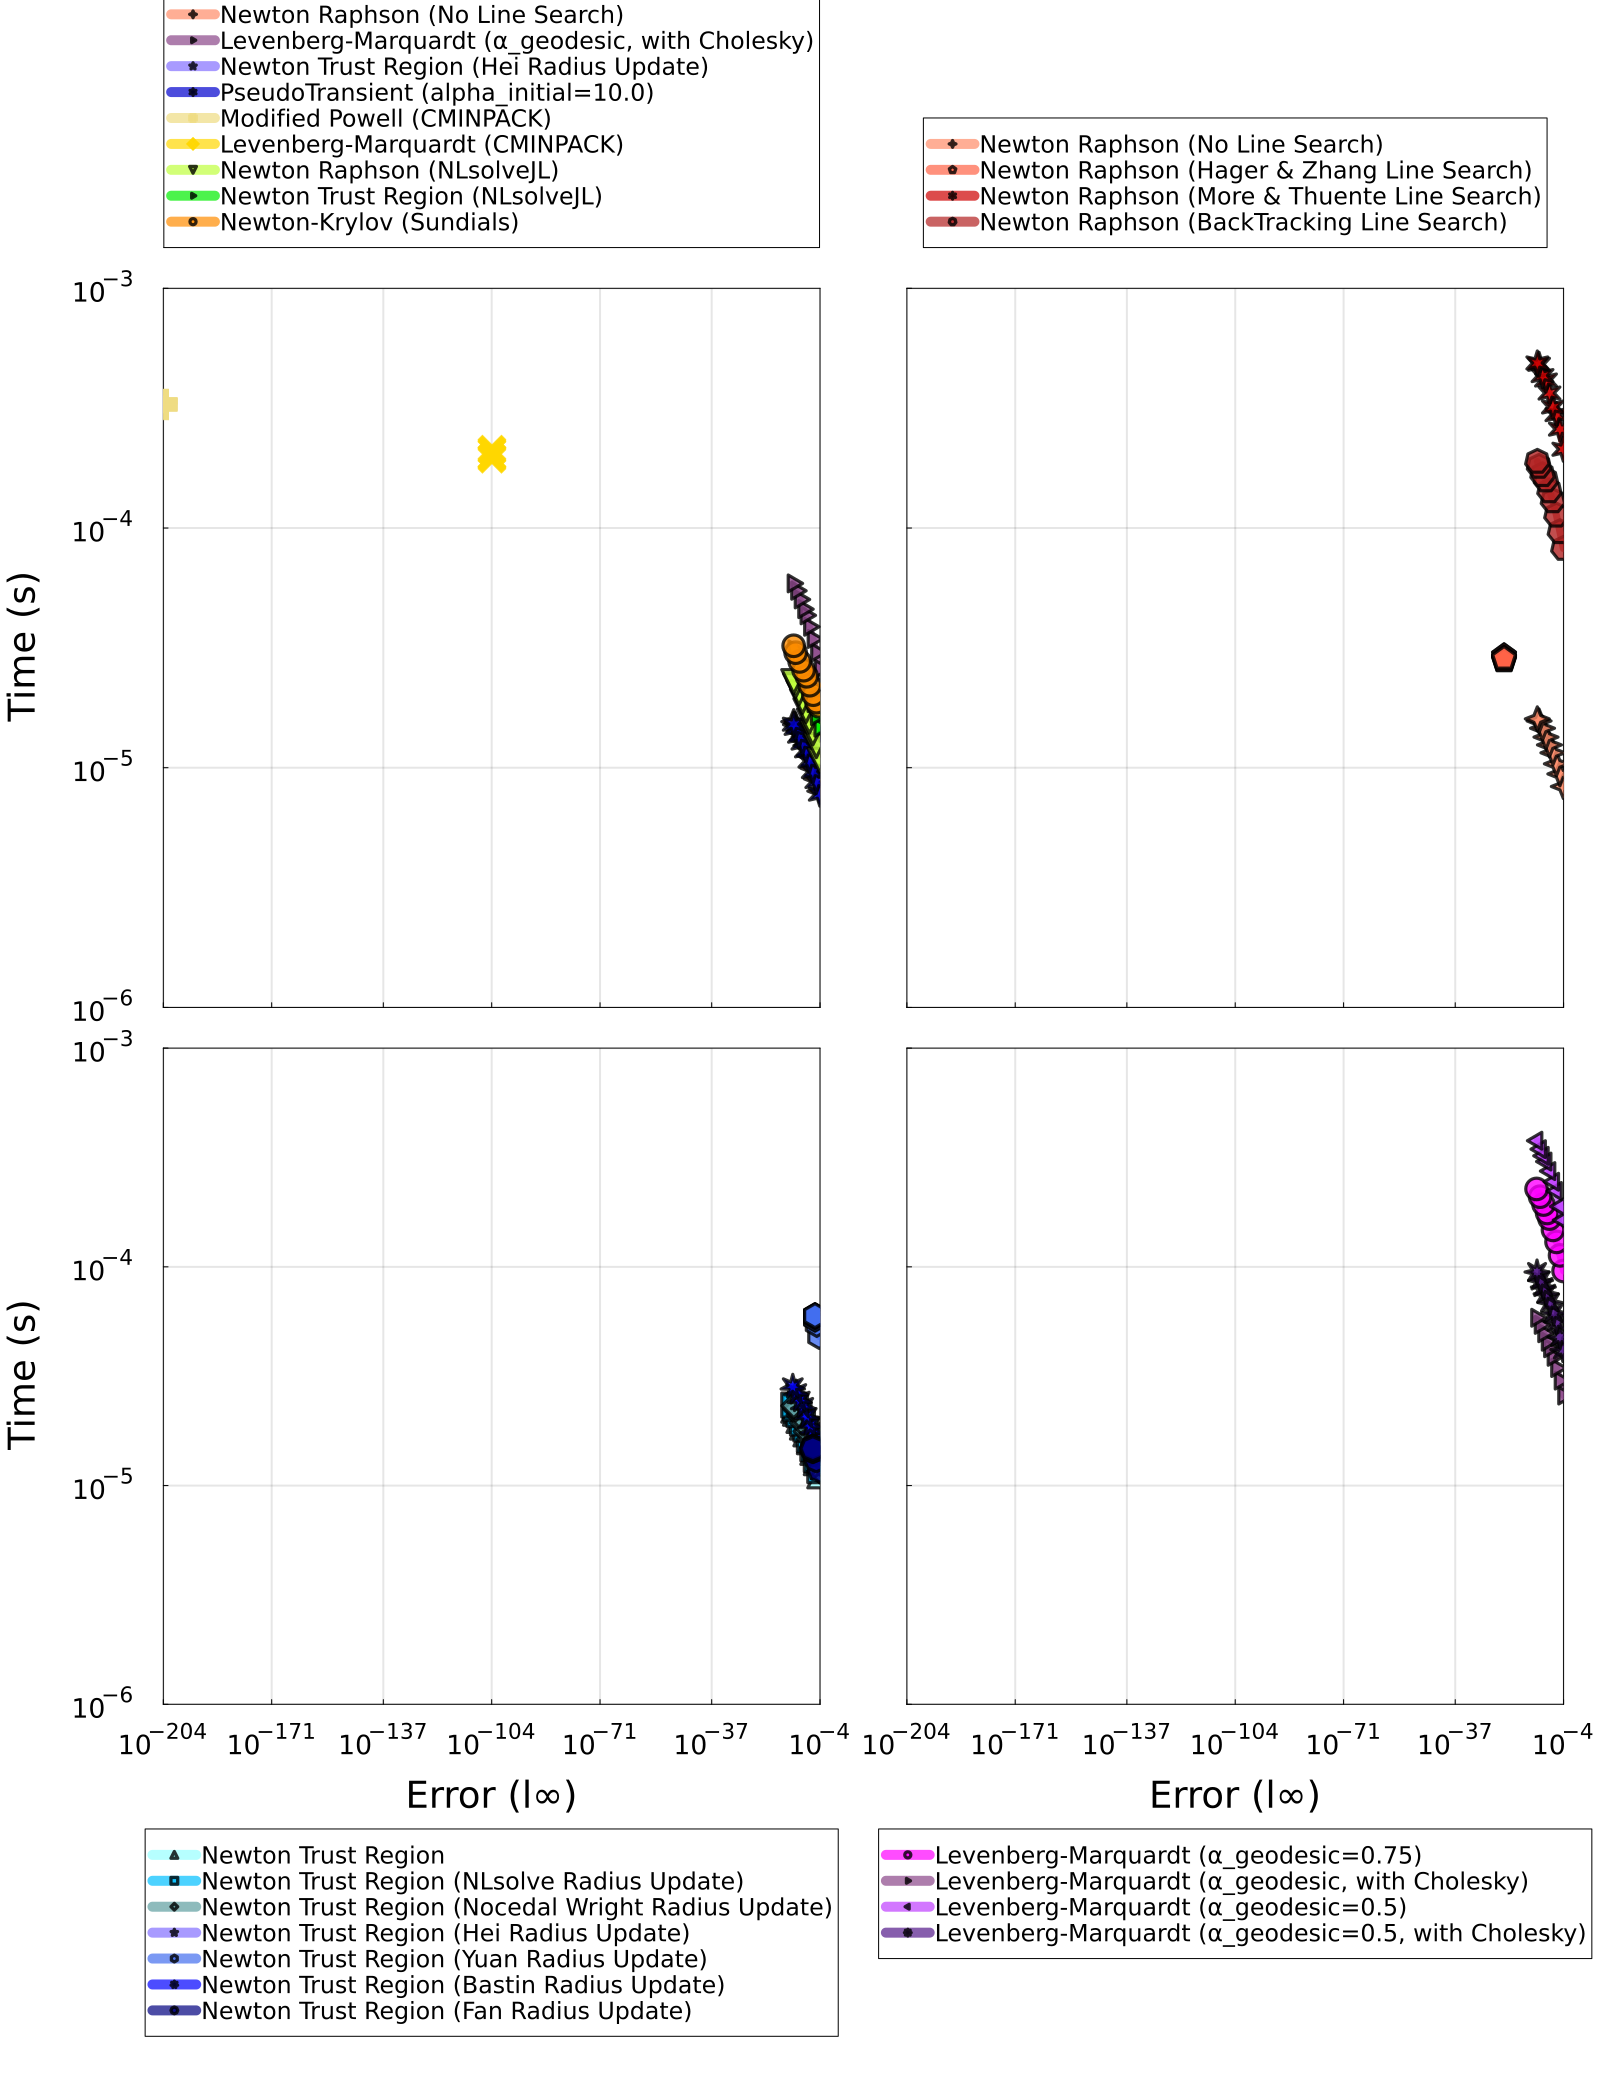 Newton Raphson (No Line Search)
Levenberg-Marquardt (α_geodesic, with Cholesky)
Newton Trust Region (Hei Radius Update)
PseudoTransient (alpha_initial=10.0)
Modified Powell (CMINPACK)
Levenberg-Marquardt (CMINPACK)
Newton Raphson (NLsolveJL)
Newton Trust Region (NLsolveJL)
Newton-Krylov (Sundials)
Newton Raphson (No Line Search)
Newton Raphson (Hager & Zhang Line Search)
Newton Raphson (More & Thuente Line Search)
Newton Raphson (BackTracking Line Search)
10⁻³
10⁻⁴
10⁻⁵
10⁻⁶
Time (s)
10⁻³
10⁻⁴
10⁻⁵
10⁻⁶
Time (s)
10⁻²⁰⁴ 10⁻¹⁷¹ 10⁻¹³⁷ 10⁻¹⁰⁴ 10⁻⁷¹ 10⁻³⁷ 10⁻⁴
Error (l∞)
10⁻²⁰⁴ 10⁻¹⁷¹ 10⁻¹³⁷ 10⁻¹⁰⁴ 10⁻⁷¹ 10⁻³⁷ 10⁻⁴
Error (l∞)
Newton Trust Region
Newton Trust Region (NLsolve Radius Update)
Newton Trust Region (Nocedal Wright Radius Update)
Newton Trust Region (Hei Radius Update)
Newton Trust Region (Yuan Radius Update)
Newton Trust Region (Bastin Radius Update)
Newton Trust Region (Fan Radius Update)
Levenberg-Marquardt (α_geodesic=0.75)
Levenberg-Marquardt (α_geodesic, with Cholesky)
Levenberg-Marquardt (α_geodesic=0.5)
Levenberg-Marquardt (α_geodesic=0.5, with Cholesky)